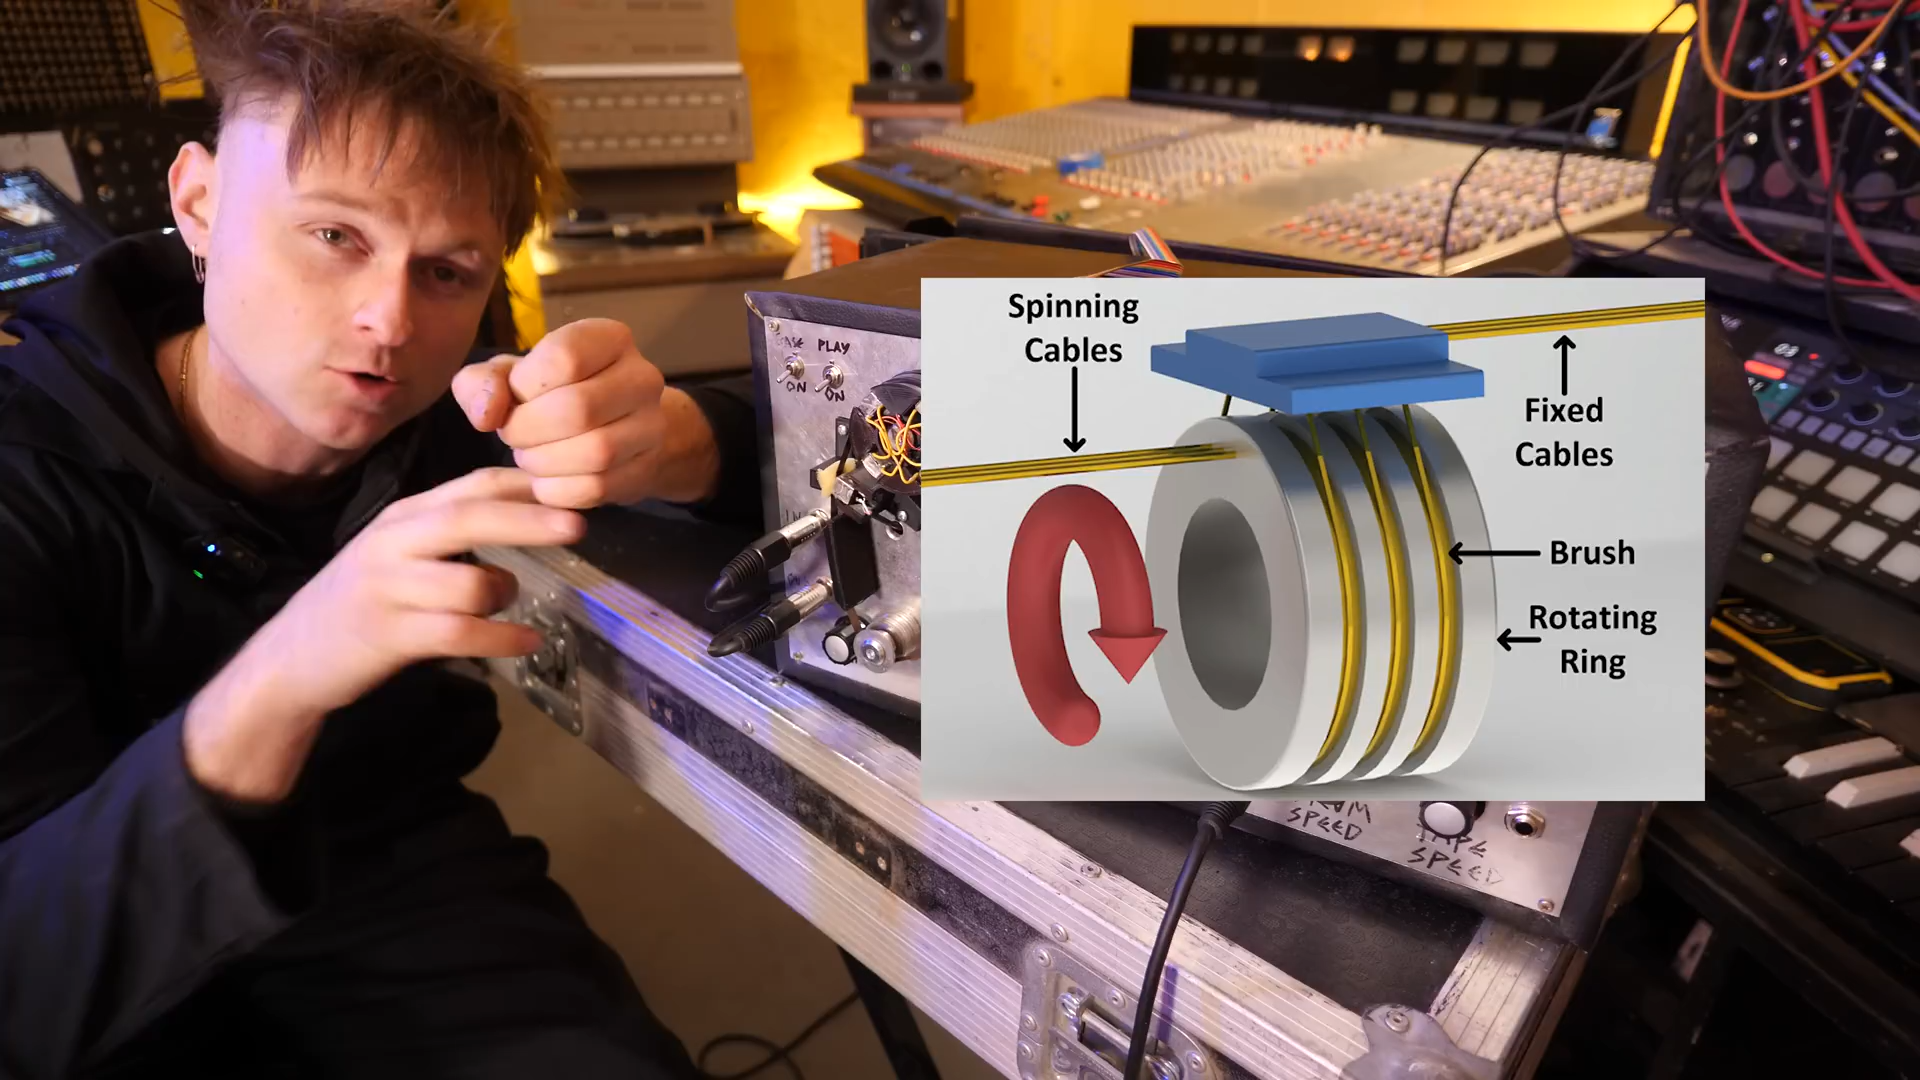 Spinning
Cables
Fixed
Cables
Brush
Rotating
Ring
PLAY
ON
ON
SPEED
TAPE
SPEED